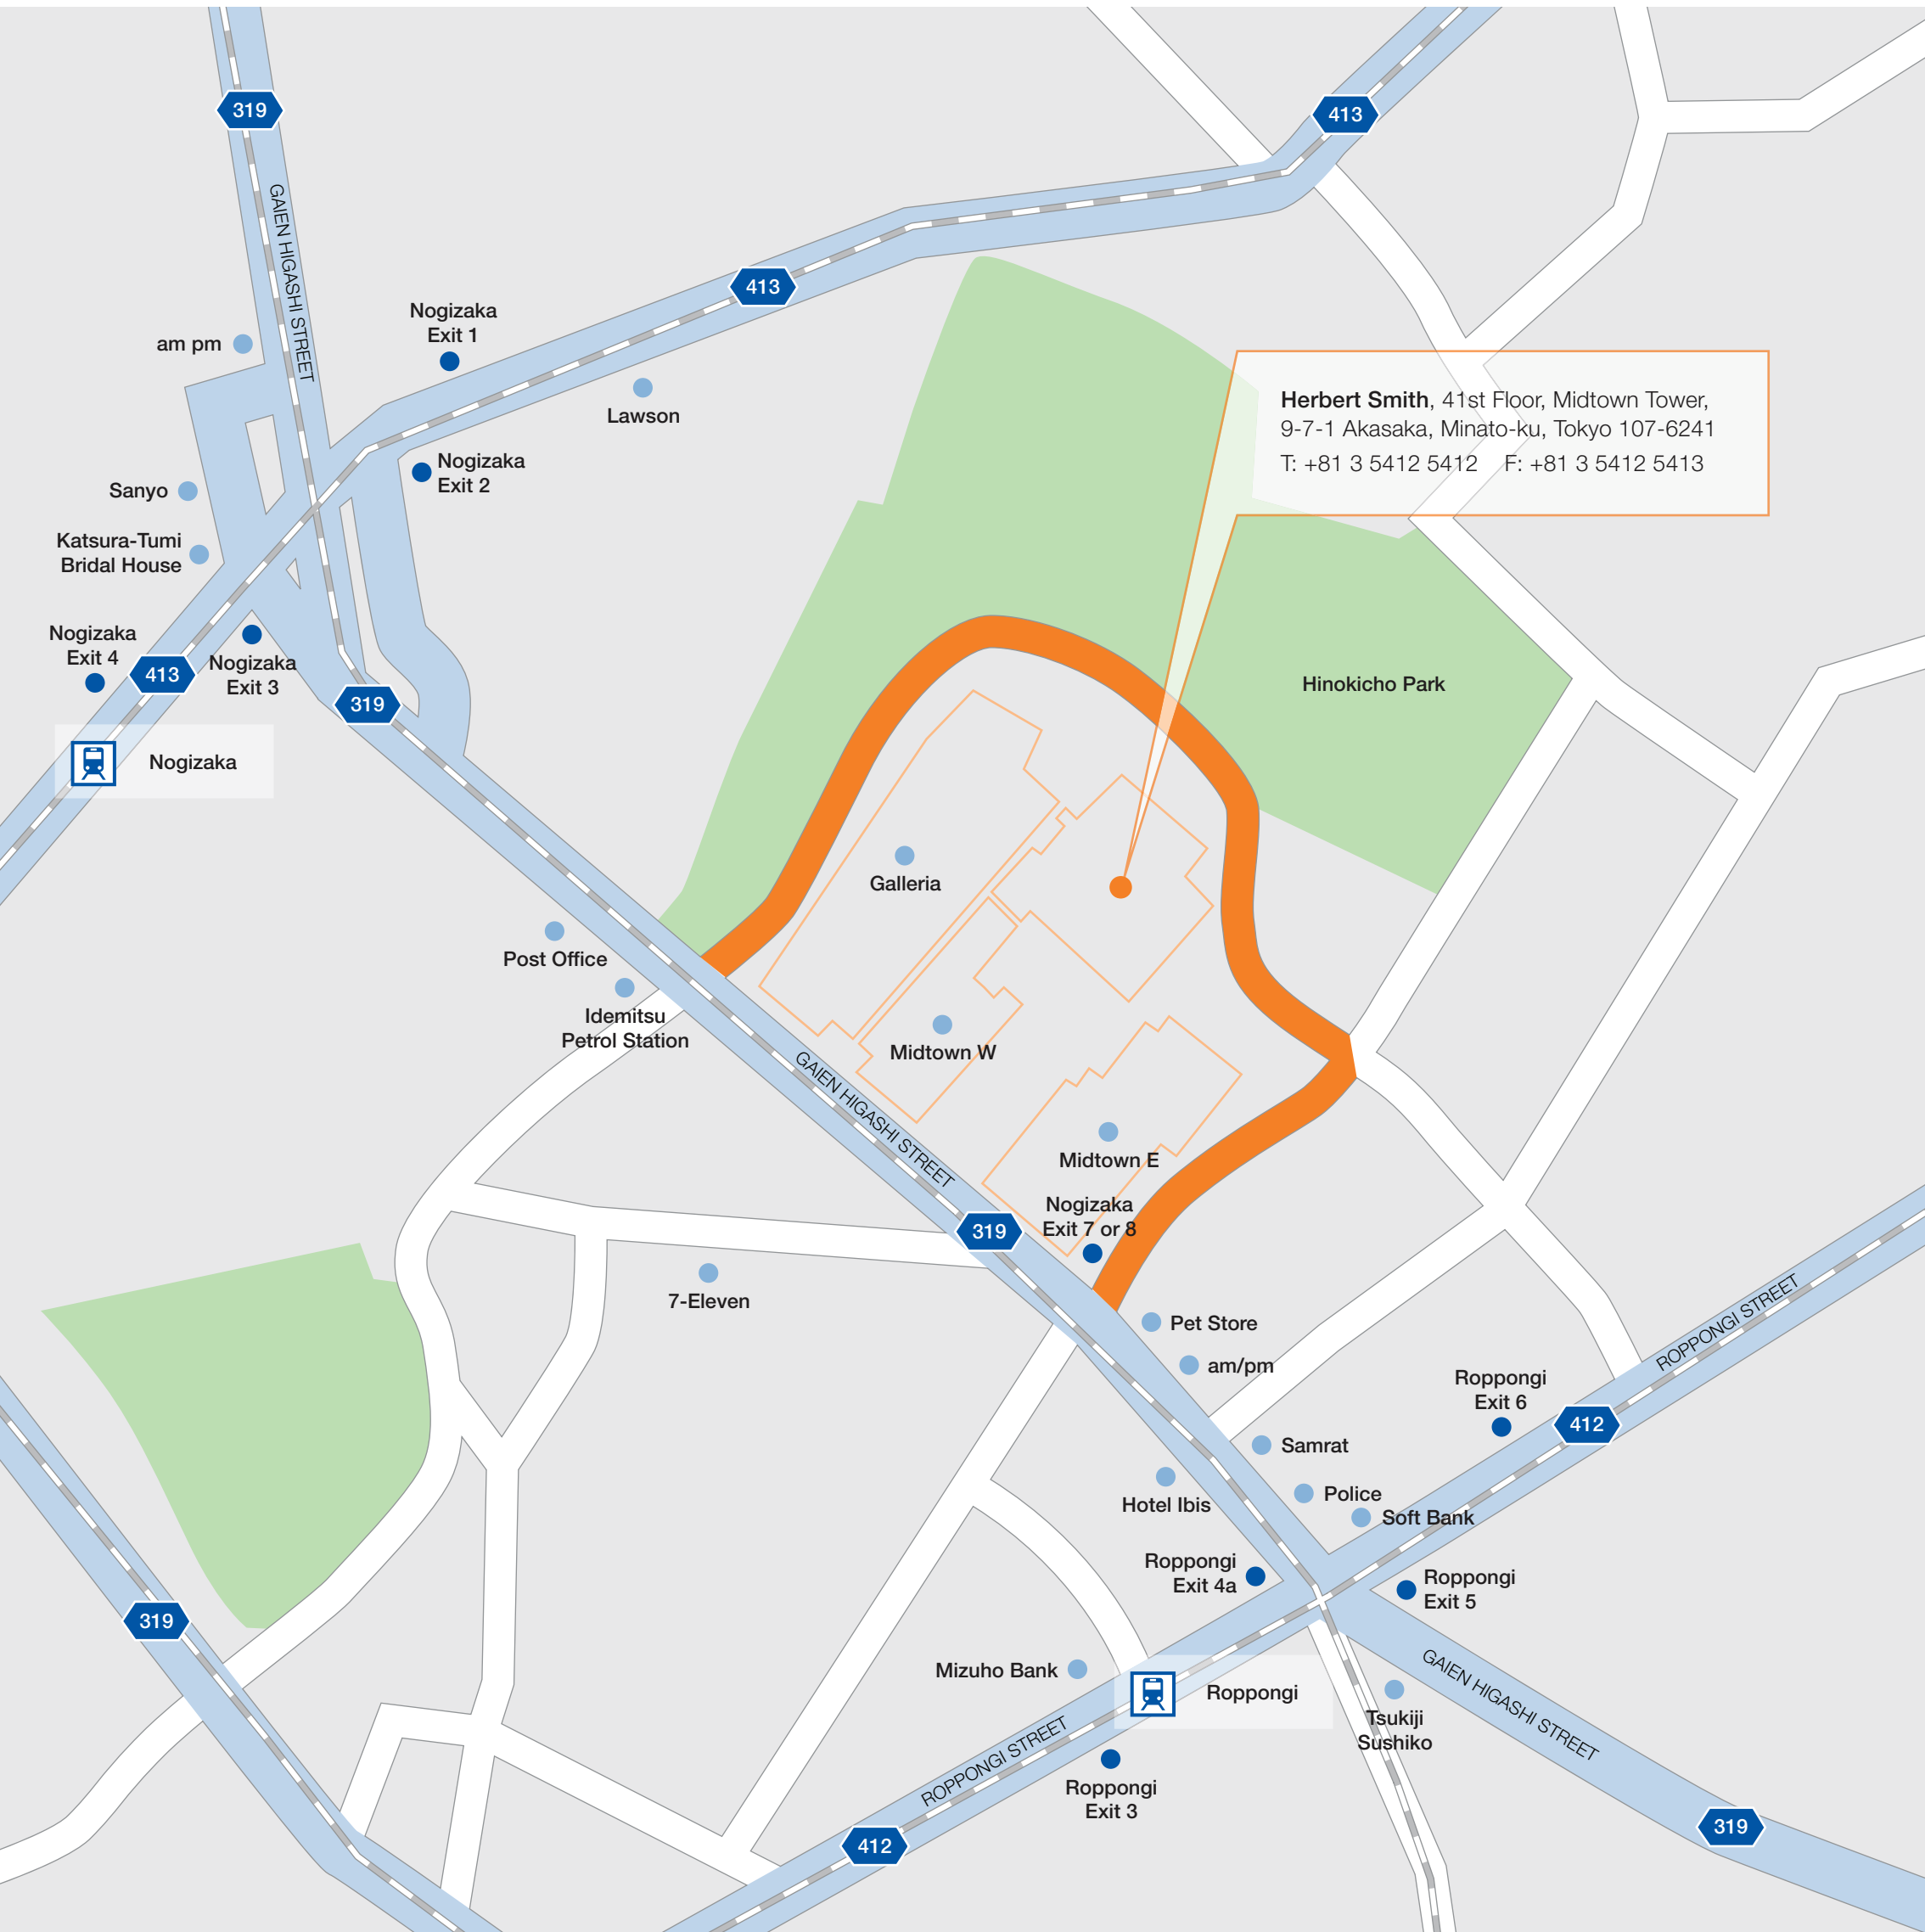 319
413
GAIEN HIGASHI STREET
413
Nogizaka
Exit 1
am pm
Lawson
Herbert Smith, 41st Floor, Midtown Tower,
9-7-1 Akasaka, Minato-ku, Tokyo 107-6241
T: +81 3 5412 5412 F: +81 3 5412 5413
Nogizaka
Exit 2
Sanyo
Katsura-Tumi
Bridal House
Nogizaka
Exit 4
413
Nogizaka
Exit 3
319
Hinokicho Park
Nogizaka
Galleria
Post Office
Idemitsu
Petrol Station
Midtown W
GAIEN HIGASHI STREET
Midtown E
Nogizaka
Exit 7 or 8
319
7-Eleven
Pet Store
am/pm
ROPPONGI STREET
Roppongi
Exit 6
412
Samrat
Hotel Ibis
Police
Soft Bank
Roppongi
Exit 4a
Roppongi
Exit 5
319
Mizuho Bank
Roppongi
GAIEN HIGASHI STREET
Tsukiji
Sushiko
ROPPONGI STREET
Roppongi
Exit 3
412
319